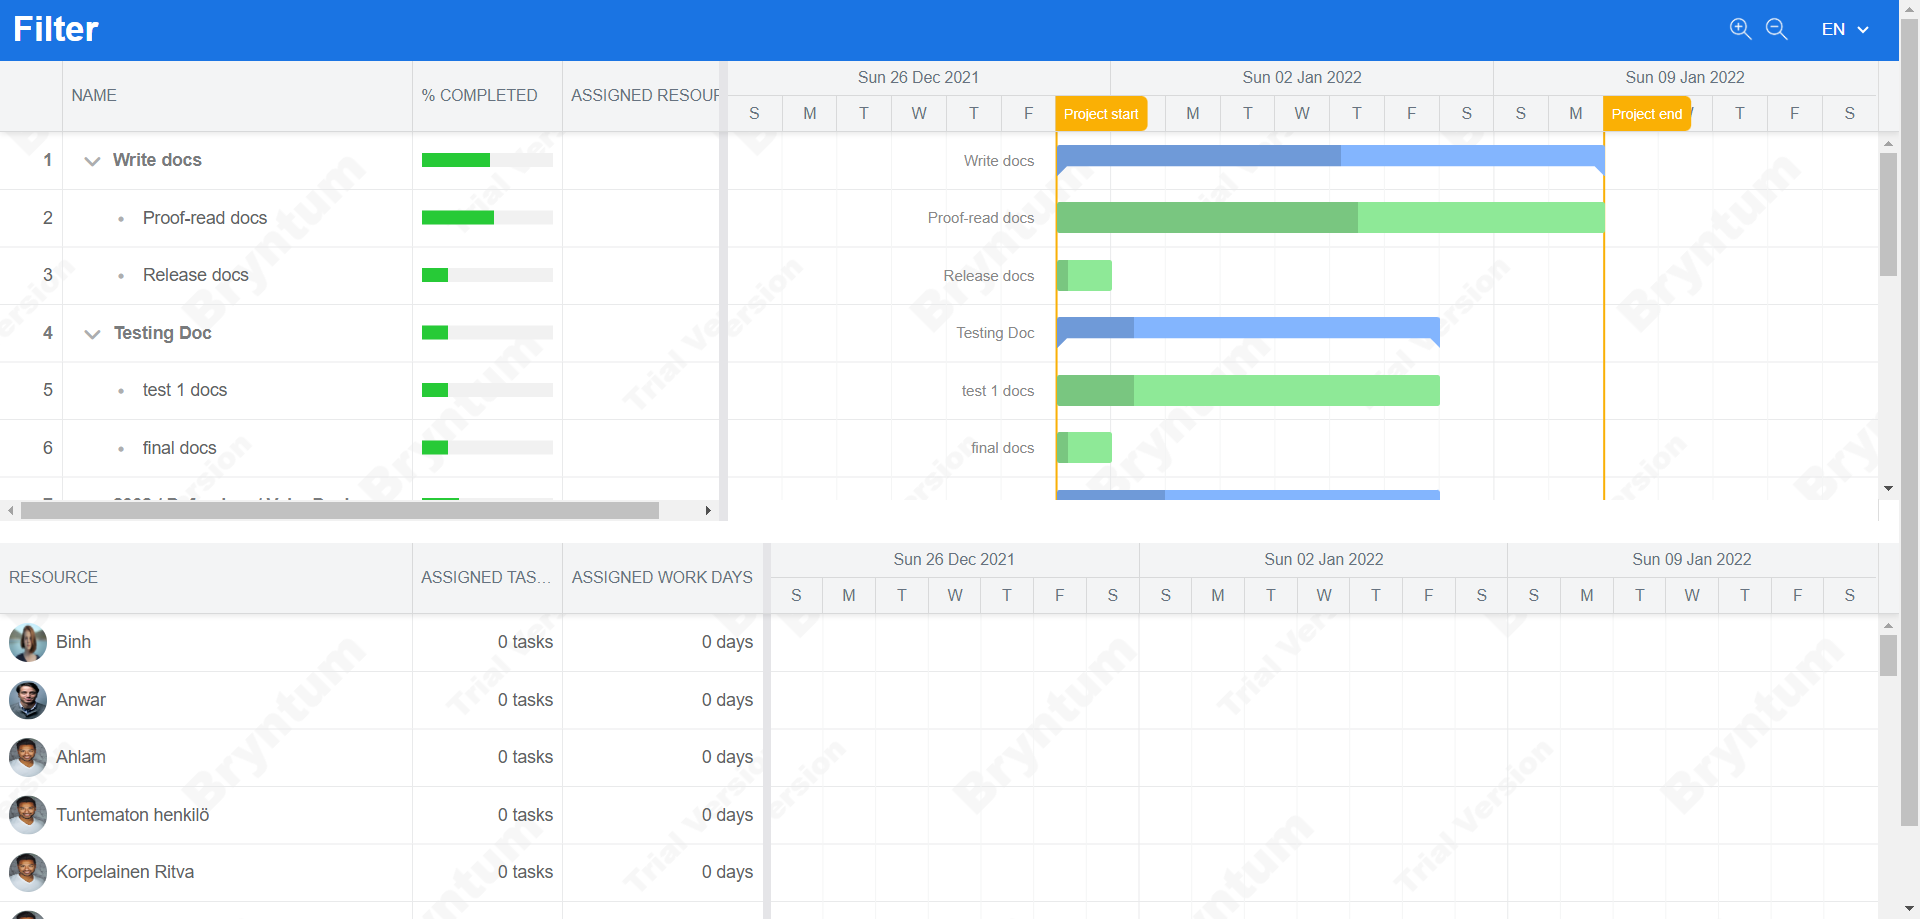 Filter
EN
NAME
% COMPLETED
ASSIGNED RESOUR
Sun 26 Dec 2021
Sun 02 Jan 2022
Sun 09 Jan 2022
S M T W T F
Project start
M T W T F S S M
Project end
T F S
1 Write docs
Write docs
2 Proof-read docs
Proof-read docs
3 Release docs
Release docs
4 Testing Doc
Testing Doc
5 test 1 docs
test 1 docs
6 final docs
final docs
RESOURCE
ASSIGNED TAS...
ASSIGNED WORK DAYS
Sun 26 Dec 2021
Sun 02 Jan 2022
Sun 09 Jan 2022
S M T W T F S S M T W T F S S M T W T F S
Binh 0 tasks 0 days
Anwar 0 tasks 0 days
Ahlam 0 tasks 0 days
Tuntematon henkilö 0 tasks 0 days
Korpelainen Ritva 0 tasks 0 days
Bryntum
Trial Version